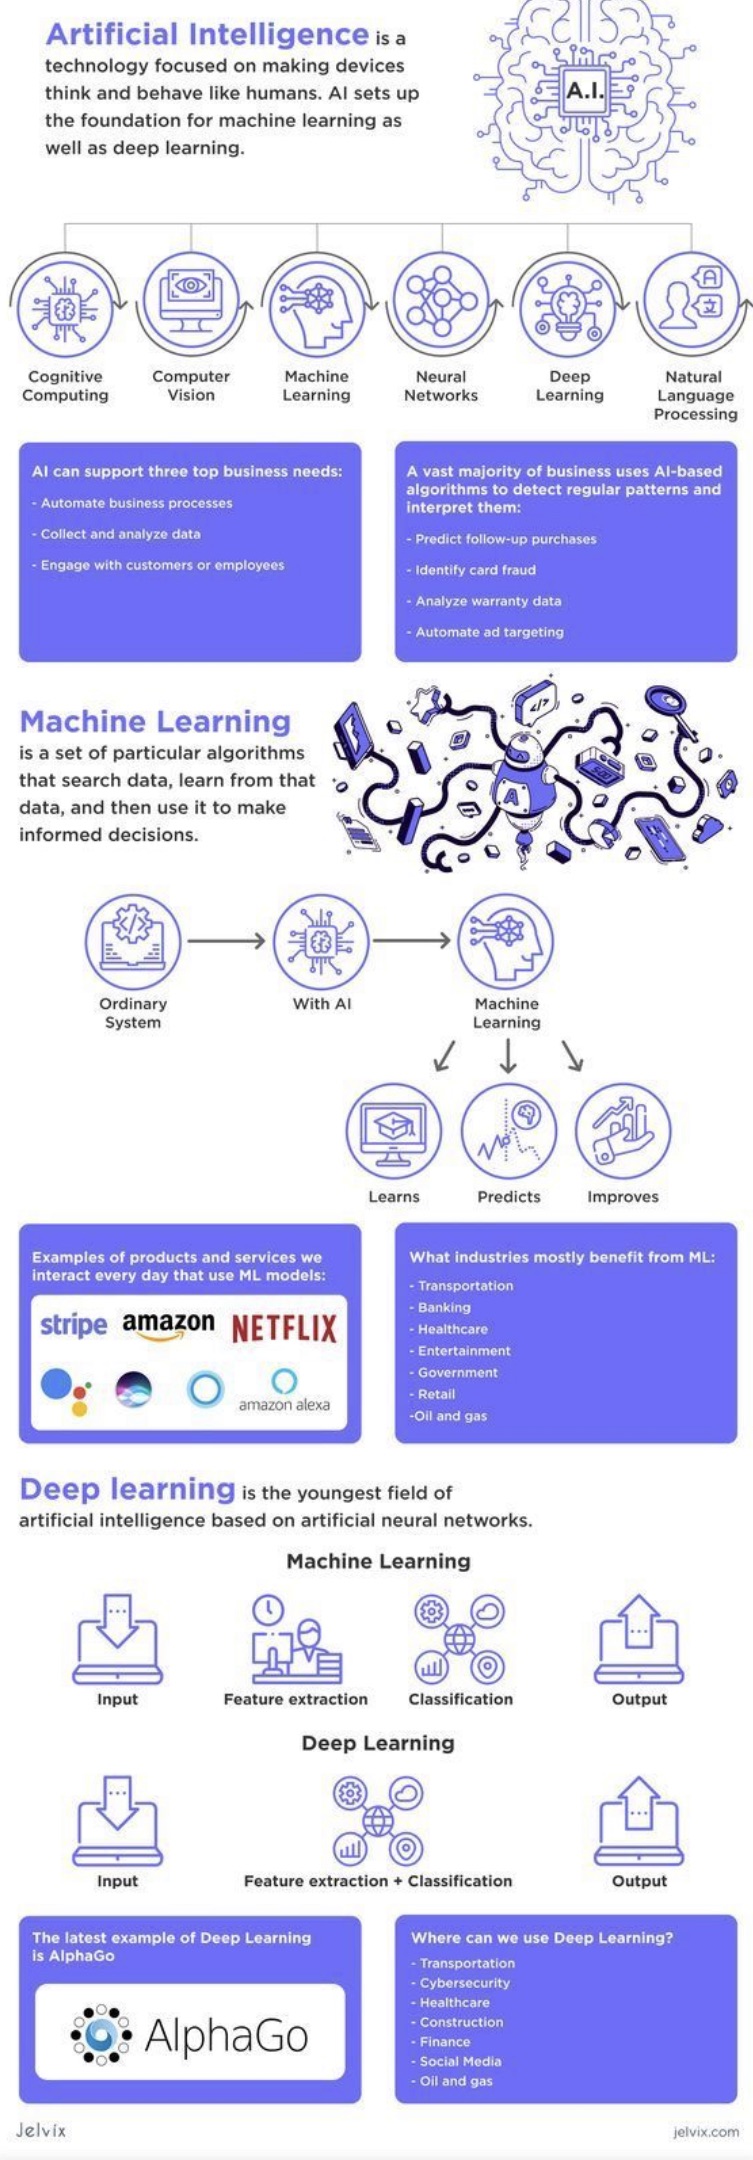 Artificial Intelligence is a
technology focused on making devices
think and behave like humans. AI sets up
the foundation for machine learning as
well as deep learning.
A.I.
A
文
Cognitive
Computing
Computer
Vision
Machine
Learning
Neural
Networks
Deep
Learning
Natural
Language
Processing
AI can support three top business needs:
- Automate business processes
- Collect and analyze data
- Engage with customers or employees
A vast majority of business uses AI-based
algorithms to detect regular patterns and
interpret them:
- Predict follow-up purchases
- Identify card fraud
- Analyze warranty data
- Automate ad targeting
Machine Learning
is a set of particular algorithms
that search data, learn from that
data, and then use it to make
informed decisions.
</>
A
</>
Ordinary
System
With AI
Machine
Learning
Learns
Predicts
Improves
Examples of products and services we
interact every day that use ML models:
stripe
amazon
NETFLIX
amazon alexa
What industries mostly benefit from ML:
- Transportation
- Banking
- Healthcare
- Entertainment
- Government
- Retail
-Oil and gas
Deep learning is the youngest field of
artificial intelligence based on artificial neural networks.
Machine Learning
Input
Feature extraction
Classification
Output
Deep Learning
Input
Feature extraction + Classification
Output
The latest example of Deep Learning
is AlphaGo
AlphaGo
Where can we use Deep Learning?
- Transportation
- Cybersecurity
- Healthcare
- Construction
- Finance
- Social Media
- Oil and gas
Jelvix
jelvix.com